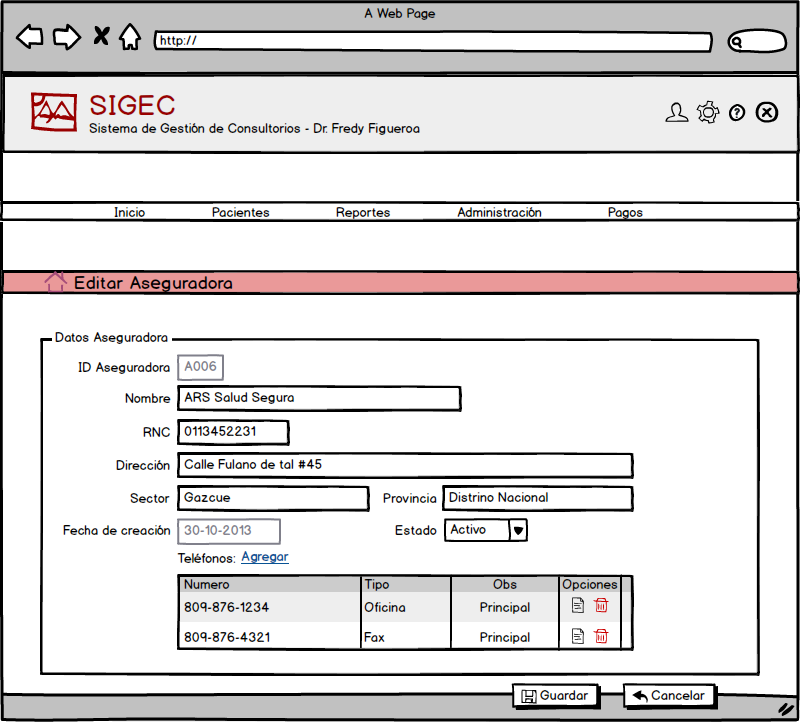 A Web Page
http://
SIGEC
Sistema de Gestión de Consultorios - Dr. Fredy Figueroa
?
Inicio Pacientes Reportes Administración Pagos
Editar Aseguradora
Datos Aseguradora
ID Aseguradora A006
Nombre ARS Salud Segura
RNC 0113452231
Dirección Calle Fulano de tal #45
Sector Gazcue Provincia Distrino Nacional
Fecha de creación 30-10-2013 Estado Activo
Teléfonos: Agregar
Numero Tipo Obs Opciones
809-876-1234 Oficina Principal
809-876-4321 Fax Principal
Guardar Cancelar